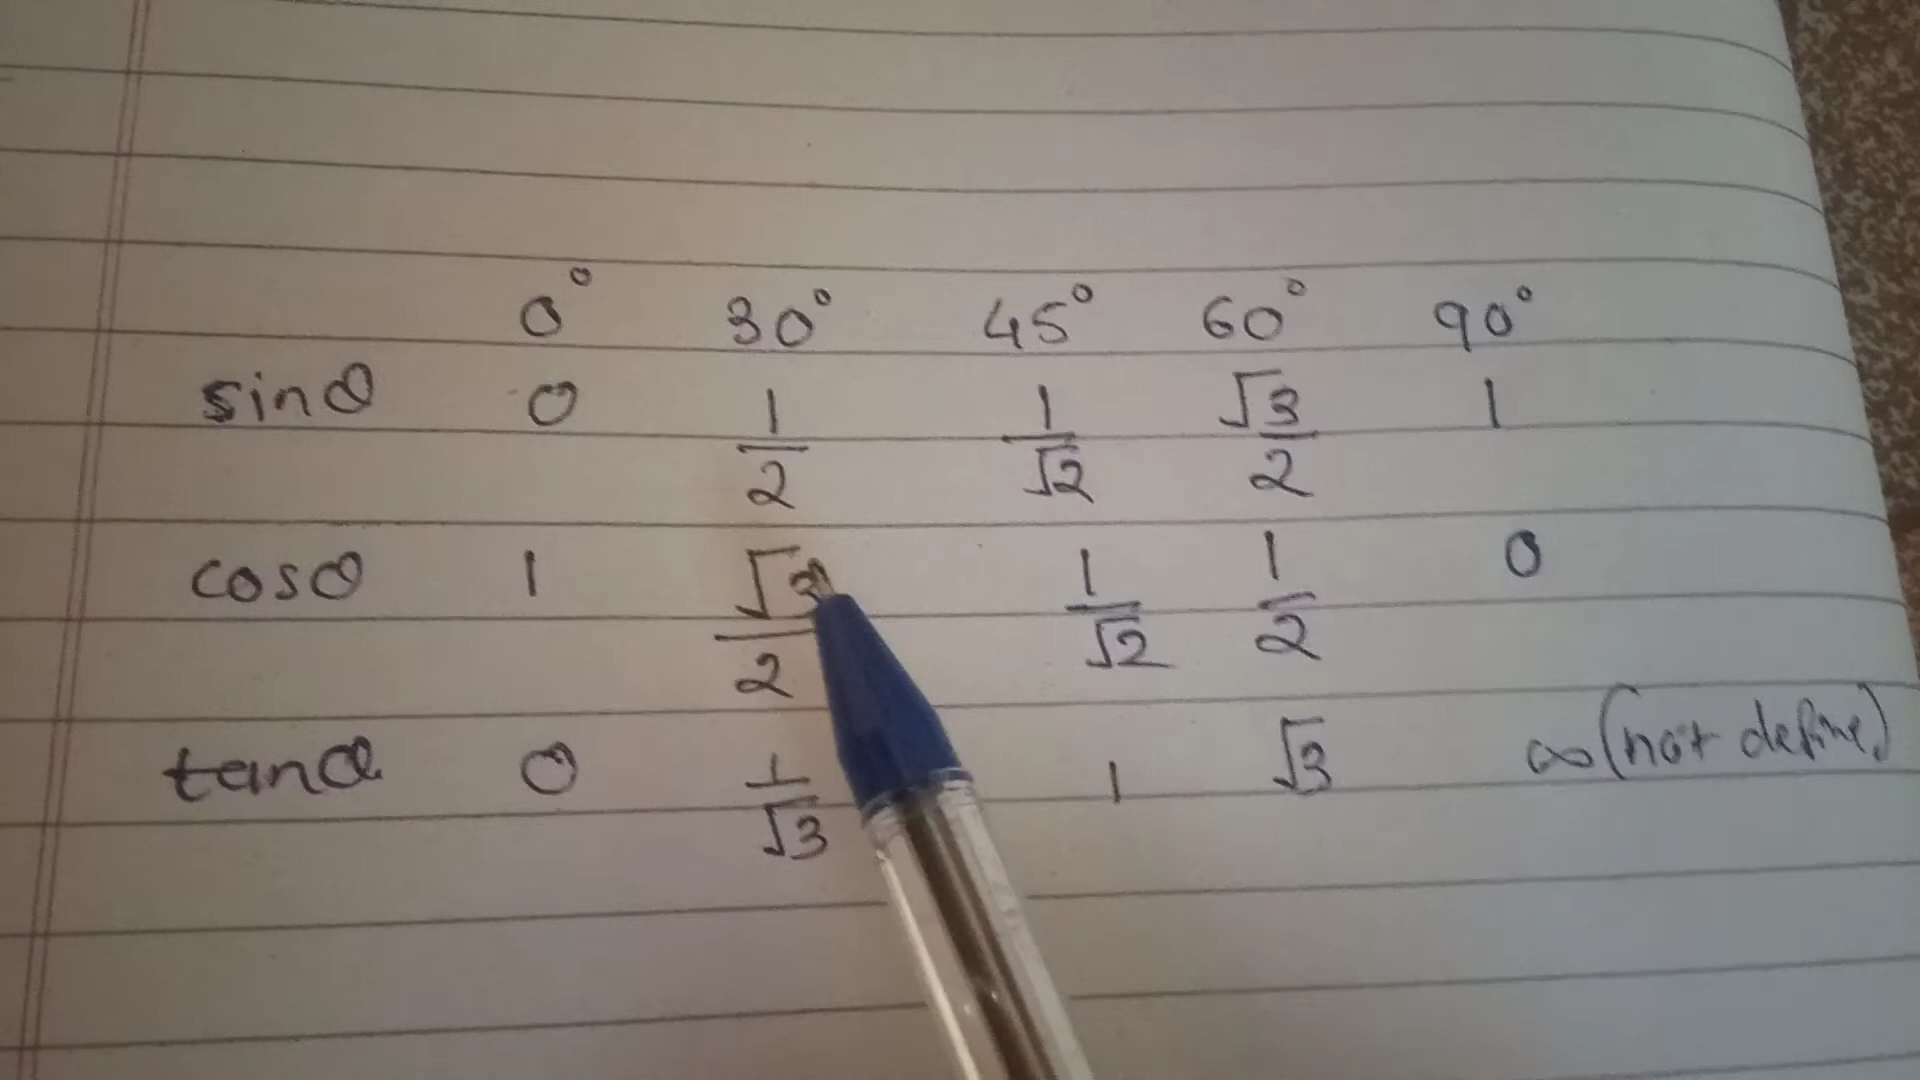 0° 30° 45° 60° 90°
sinθ 0 1/2 1/√2 √3/2 1
cosθ 1 √3/2 1/√2 1/2 0
tanθ 0 1/√3 1 √3 ∞(not define)